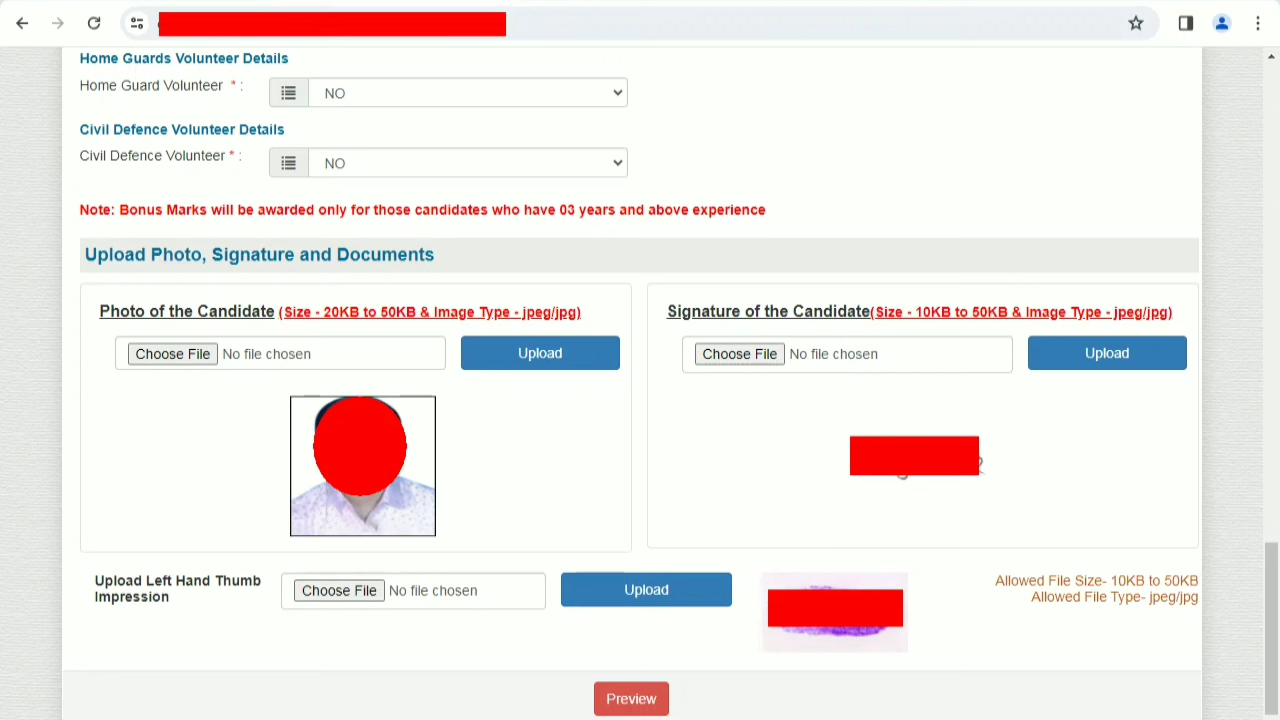 Home Guards Volunteer Details
Home Guard Volunteer * :
NO
Civil Defence Volunteer Details
Civil Defence Volunteer * :
NO
Note: Bonus Marks will be awarded only for those candidates who have 03 years and above experience
Upload Photo, Signature and Documents
Photo of the Candidate (Size - 20KB to 50KB & Image Type - jpeg/jpg)
Choose File No file chosen
Upload
Signature of the Candidate(Size - 10KB to 50KB & Image Type - jpeg/jpg)
Choose File No file chosen
Upload
Upload Left Hand Thumb
Impression
Choose File No file chosen
Upload
Allowed File Size- 10KB to 50KB
Allowed File Type- jpeg/jpg
Preview